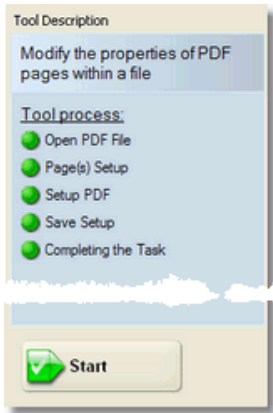 Tool Description
Modify the properties of PDF
pages within a file
Tool process:
Open PDF File
Page(s) Setup
Setup PDF
Save Setup
Completing the Task
Start